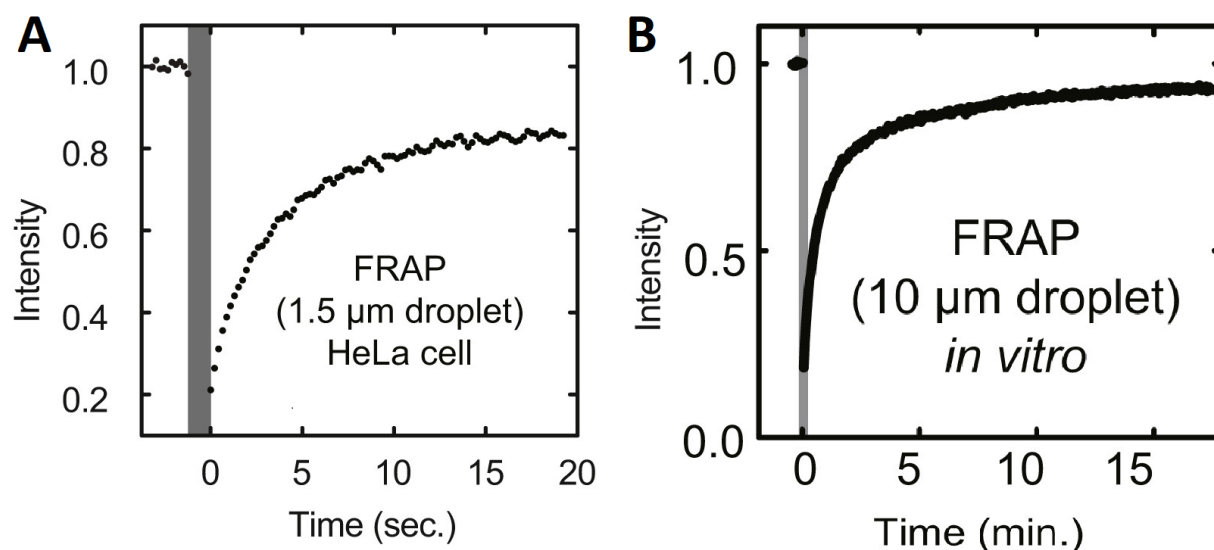 A
Intensity
1.0
0.8
0.6
0.4
0.2
FRAP
(1.5 µm droplet)
HeLa cell
0 5 10 15 20
Time (sec.)
B
Intensity
1.0
0.5
0.0
FRAP
(10 µm droplet)
in vitro
0 5 10 15
Time (min.)